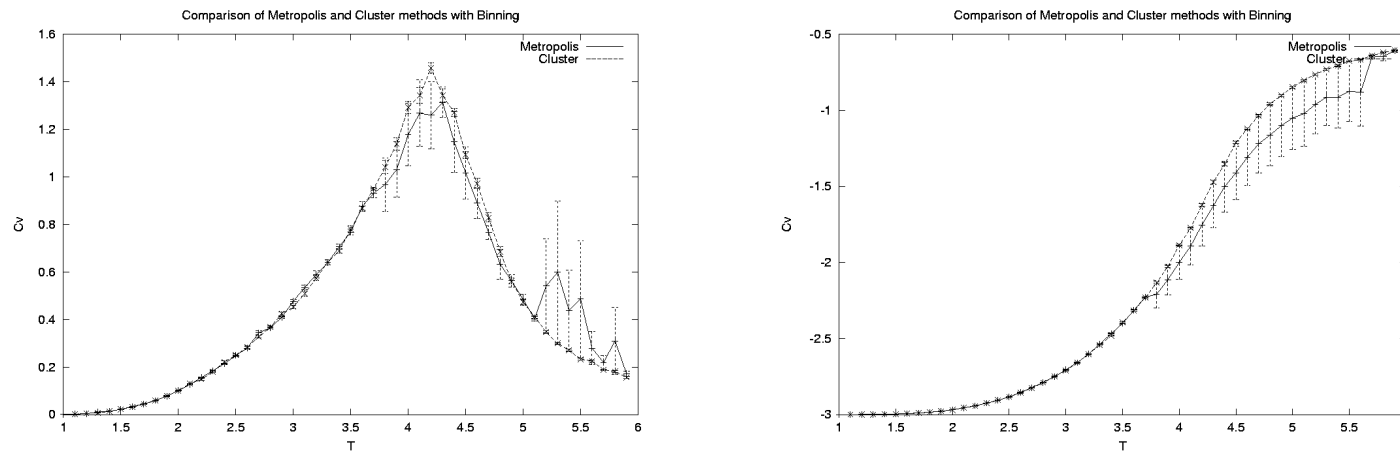 Comparison of Metropolis and Cluster methods with Binning
Metropolis
Cluster
1.6
1.4
1.2
1
0.8
0.6
0.4
0.2
0
Cv
1 1.5 2 2.5 3 3.5 4 4.5 5 5.5 6
T
Comparison of Metropolis and Cluster methods with Binning
Metropolis
Cluster
-0.5
-1
-1.5
-2
-2.5
-3
Cv
1 1.5 2 2.5 3 3.5 4 4.5 5 5.5
T